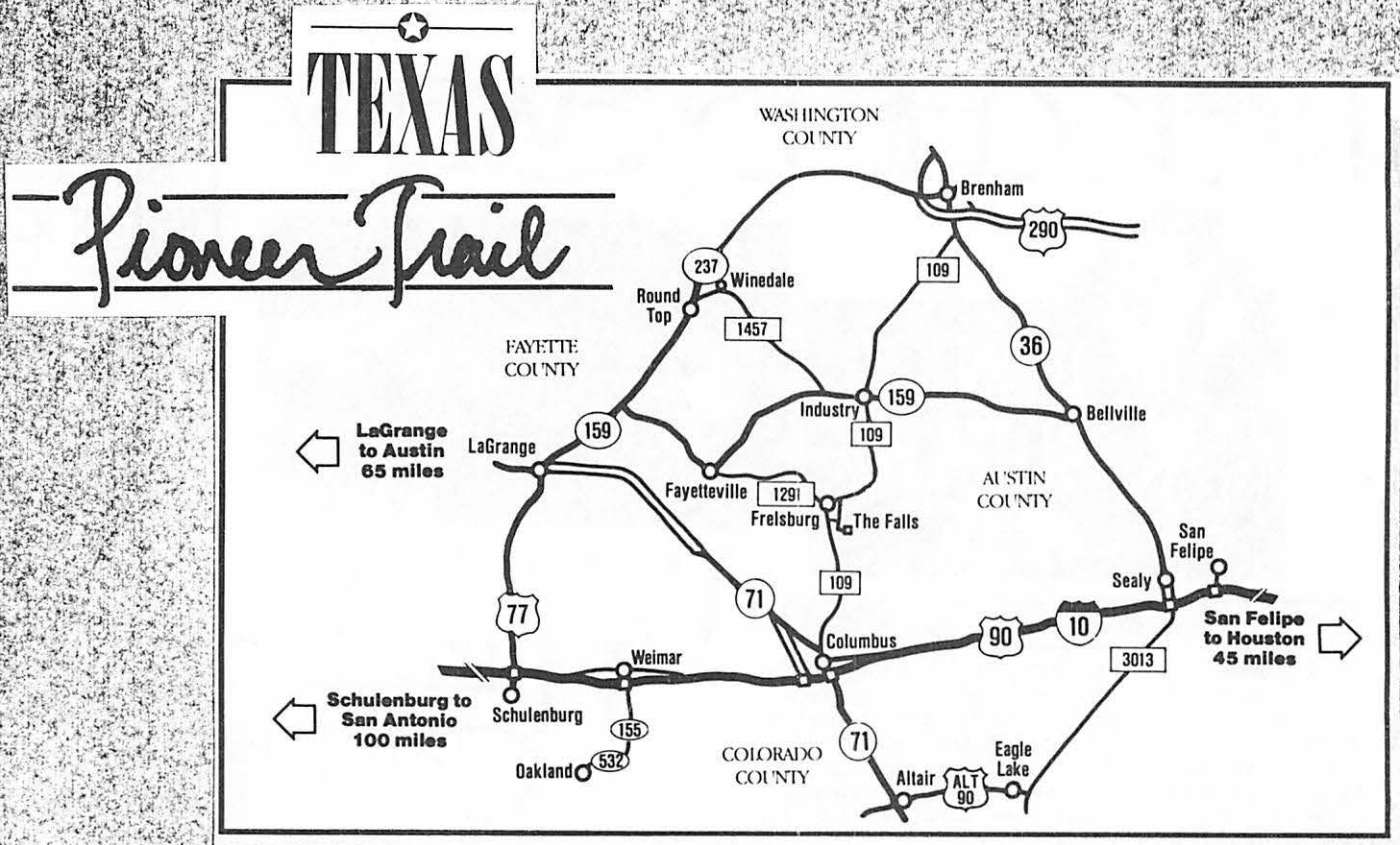 TEXAS
Pioneer Trail
WASHINGTON
COUNTY
Brenham
290
109
237
Winedale
Round
Top
1457
36
FAYETTE
COUNTY
Industry
159
Bellville
109
159
LaGrange
LaGrange
to Austin
65 miles
Fayetteville
1291
Frelsburg
The Falls
AUSTIN
COUNTY
San
Felipe
Sealy
109
71
77
90
10
San Felipe
to Houston
45 miles
Columbus
3013
Weimar
Schulenburg
Schulenburg to
San Antonio
100 miles
155
532
Oakland
COLORADO
COUNTY
71
Altair
ALT
90
Eagle
Lake